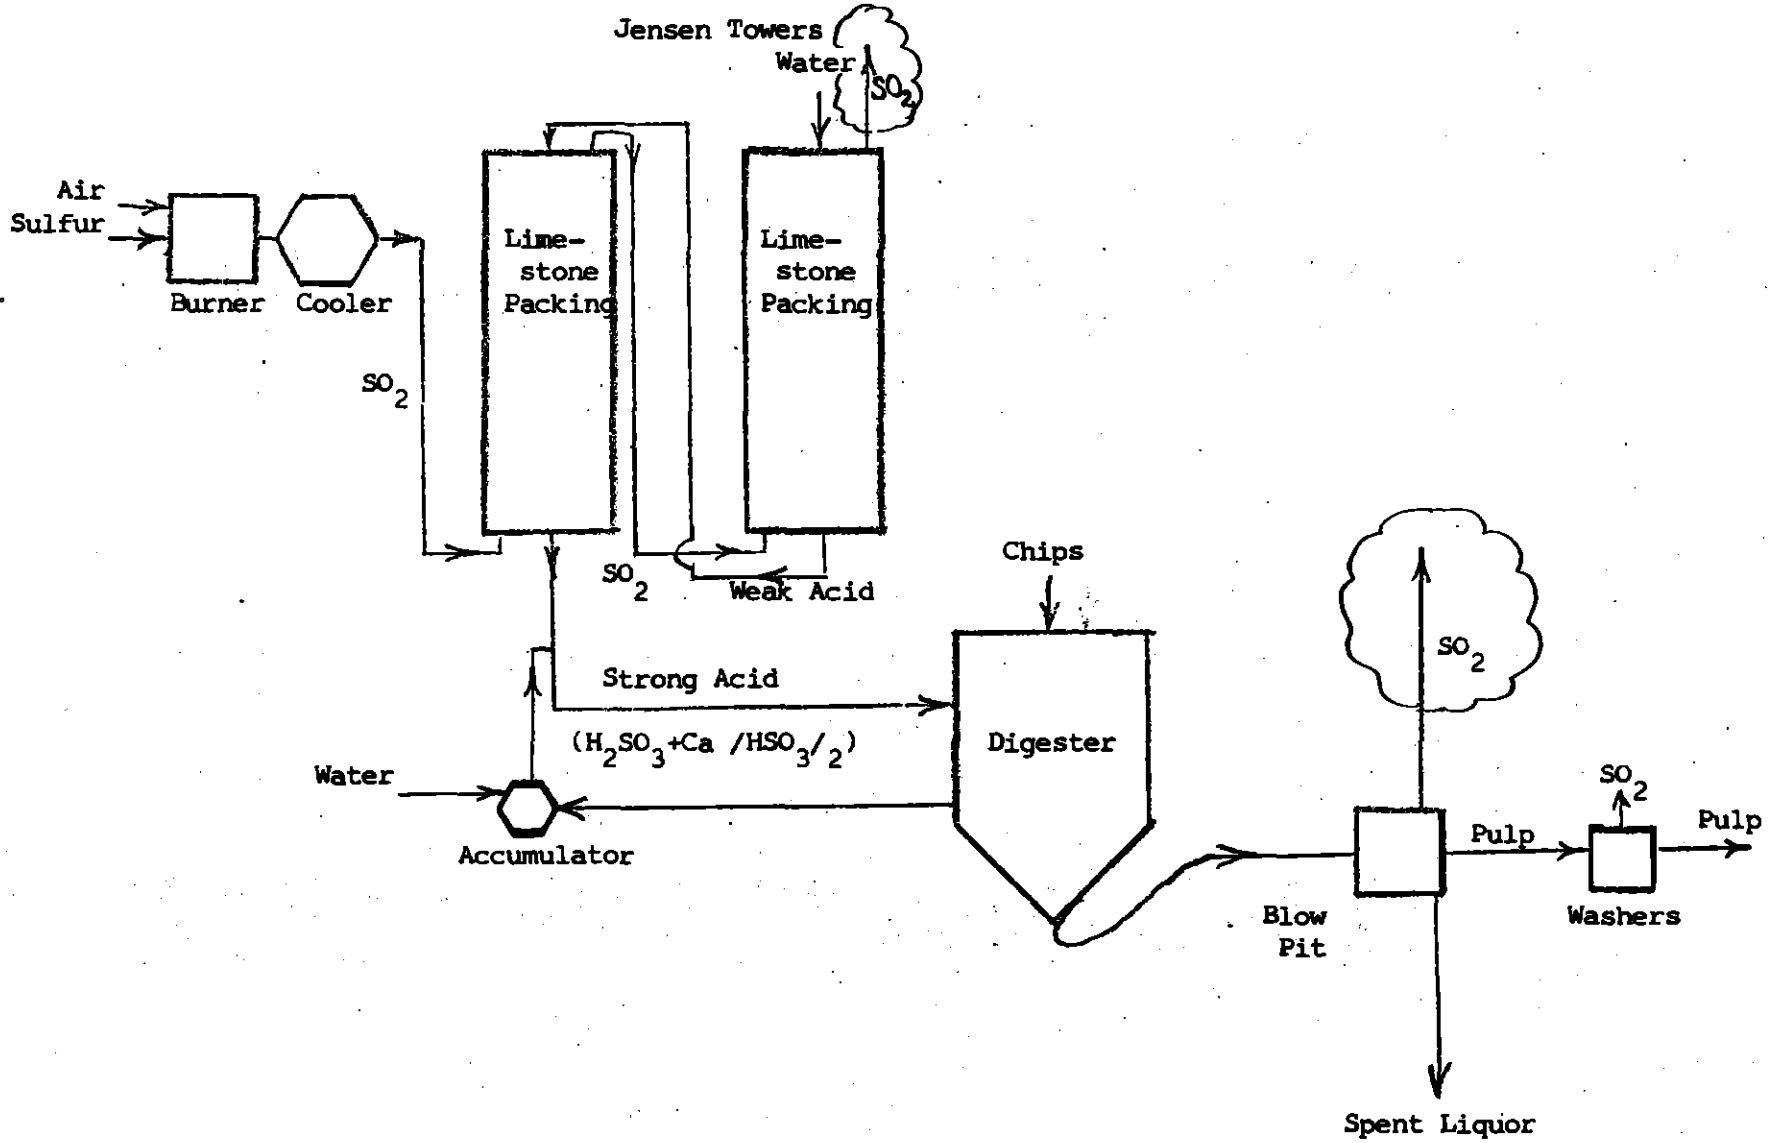 Jensen Towers
Water
SO2
Air
Sulfur
Burner
Cooler
Lime-
stone
Packing
Lime-
stone
Packing
SO2
SO2
Weak Acid
Chips
Strong Acid
(H2SO3+Ca /HSO3/2)
Digester
Water
Accumulator
SO2
SO2
Pulp
Pulp
Blow
Pit
Washers
Spent Liquor